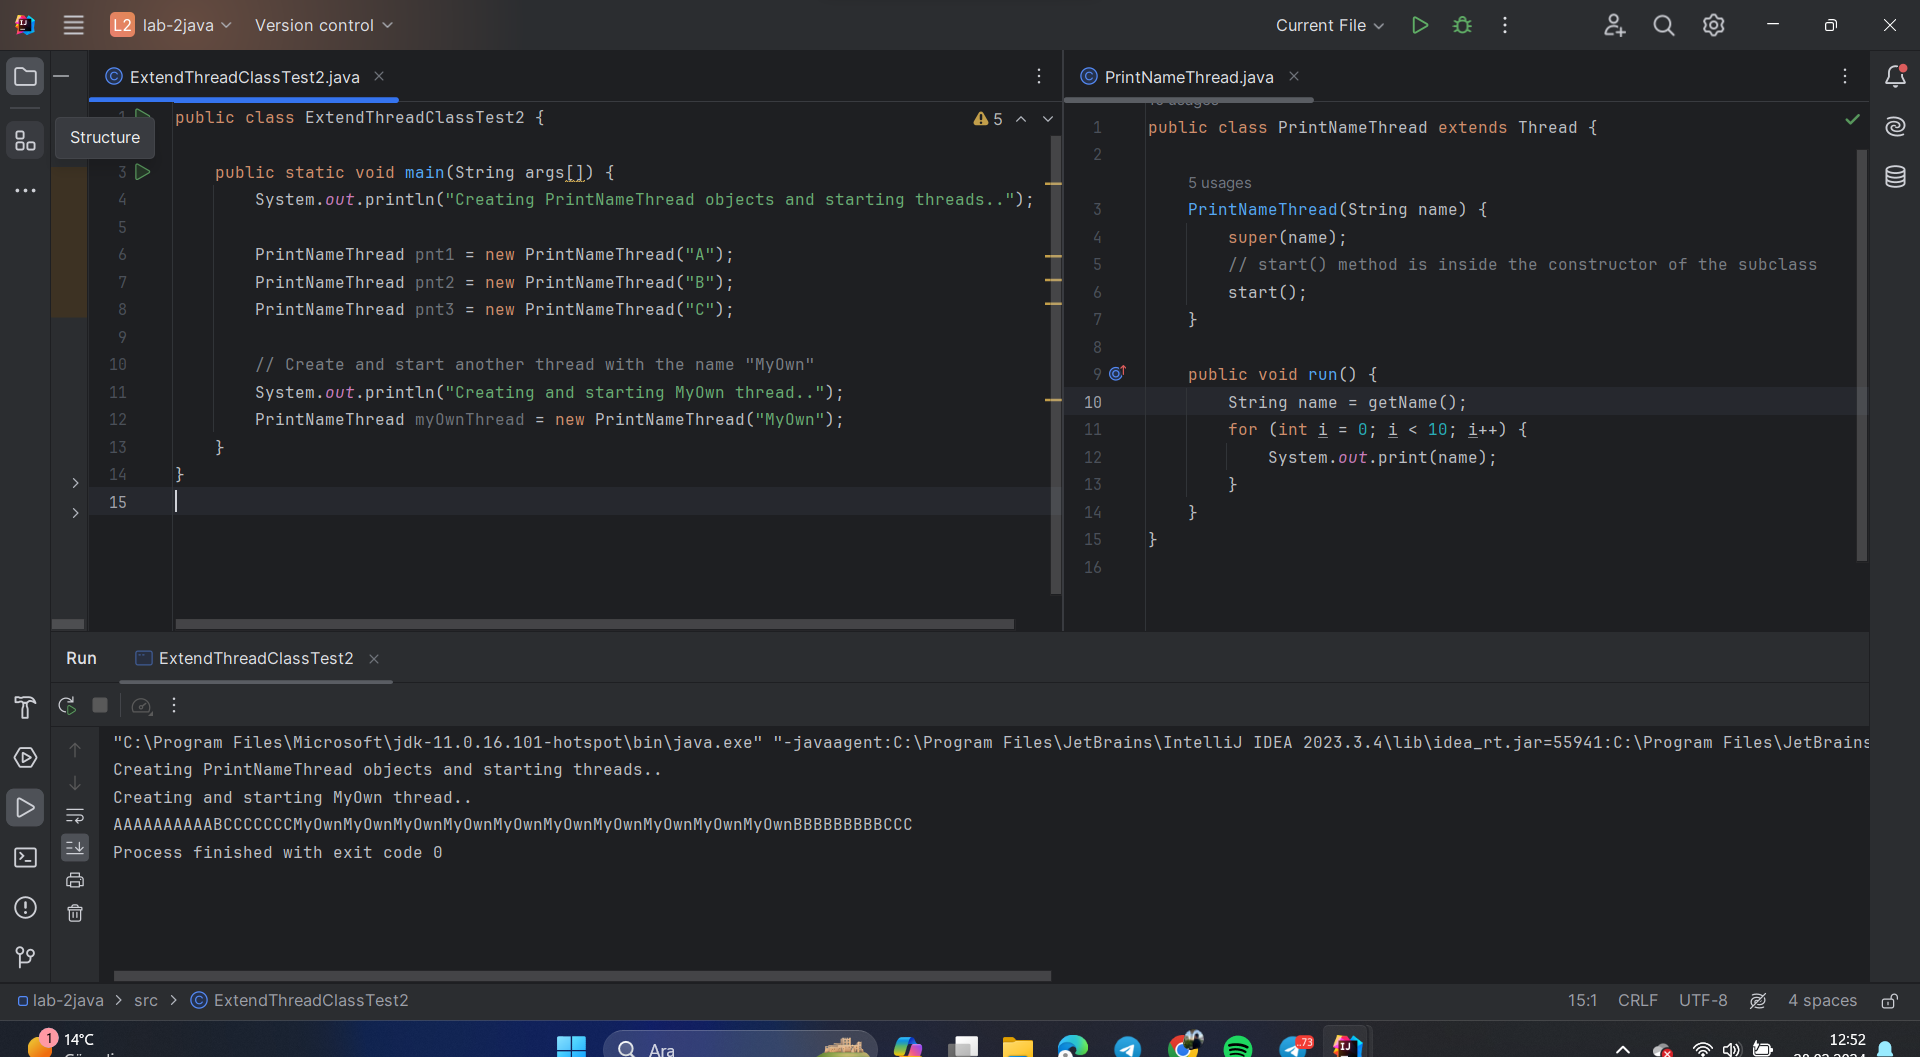 L2 lab-2java Version control Current File
ExtendThreadClassTest2.java
PrintNameThread.java
Structure
5
1 public class ExtendThreadClassTest2 {
3 public static void main(String args[]) {
4 System.out.println("Creating PrintNameThread objects and starting threads..");
5
6 PrintNameThread pnt1 = new PrintNameThread("A");
7 PrintNameThread pnt2 = new PrintNameThread("B");
8 PrintNameThread pnt3 = new PrintNameThread("C");
9
10 // Create and start another thread with the name "MyOwn"
11 System.out.println("Creating and starting MyOwn thread..");
12 PrintNameThread myOwnThread = new PrintNameThread("MyOwn");
13 }
14 }
15
1 public class PrintNameThread extends Thread {
2
5 usages
3 PrintNameThread(String name) {
4 super(name);
5 // start() method is inside the constructor of the subclass
6 start();
7 }
8
9 public void run() {
10 String name = getName();
11 for (int i = 0; i < 10; i++) {
12 System.out.print(name);
13 }
14 }
15 }
16
Run ExtendThreadClassTest2
"C:\Program Files\Microsoft\jdk-11.0.16.101-hotspot\bin\java.exe" "-javaagent:C:\Program Files\JetBrains\IntelliJ IDEA 2023.3.4\lib\idea_rt.jar=55941:C:\Program Files\JetBrains
Creating PrintNameThread objects and starting threads..
Creating and starting MyOwn thread..
AAAAAAAAAABCCCCCCCMyOwnMyOwnMyOwnMyOwnMyOwnMyOwnMyOwnMyOwnMyOwnMyOwnBBBBBBBBBCCC
Process finished with exit code 0
lab-2java > src > ExtendThreadClassTest2
15:1 CRLF UTF-8 4 spaces
1 14°C
Ara
73
12:52